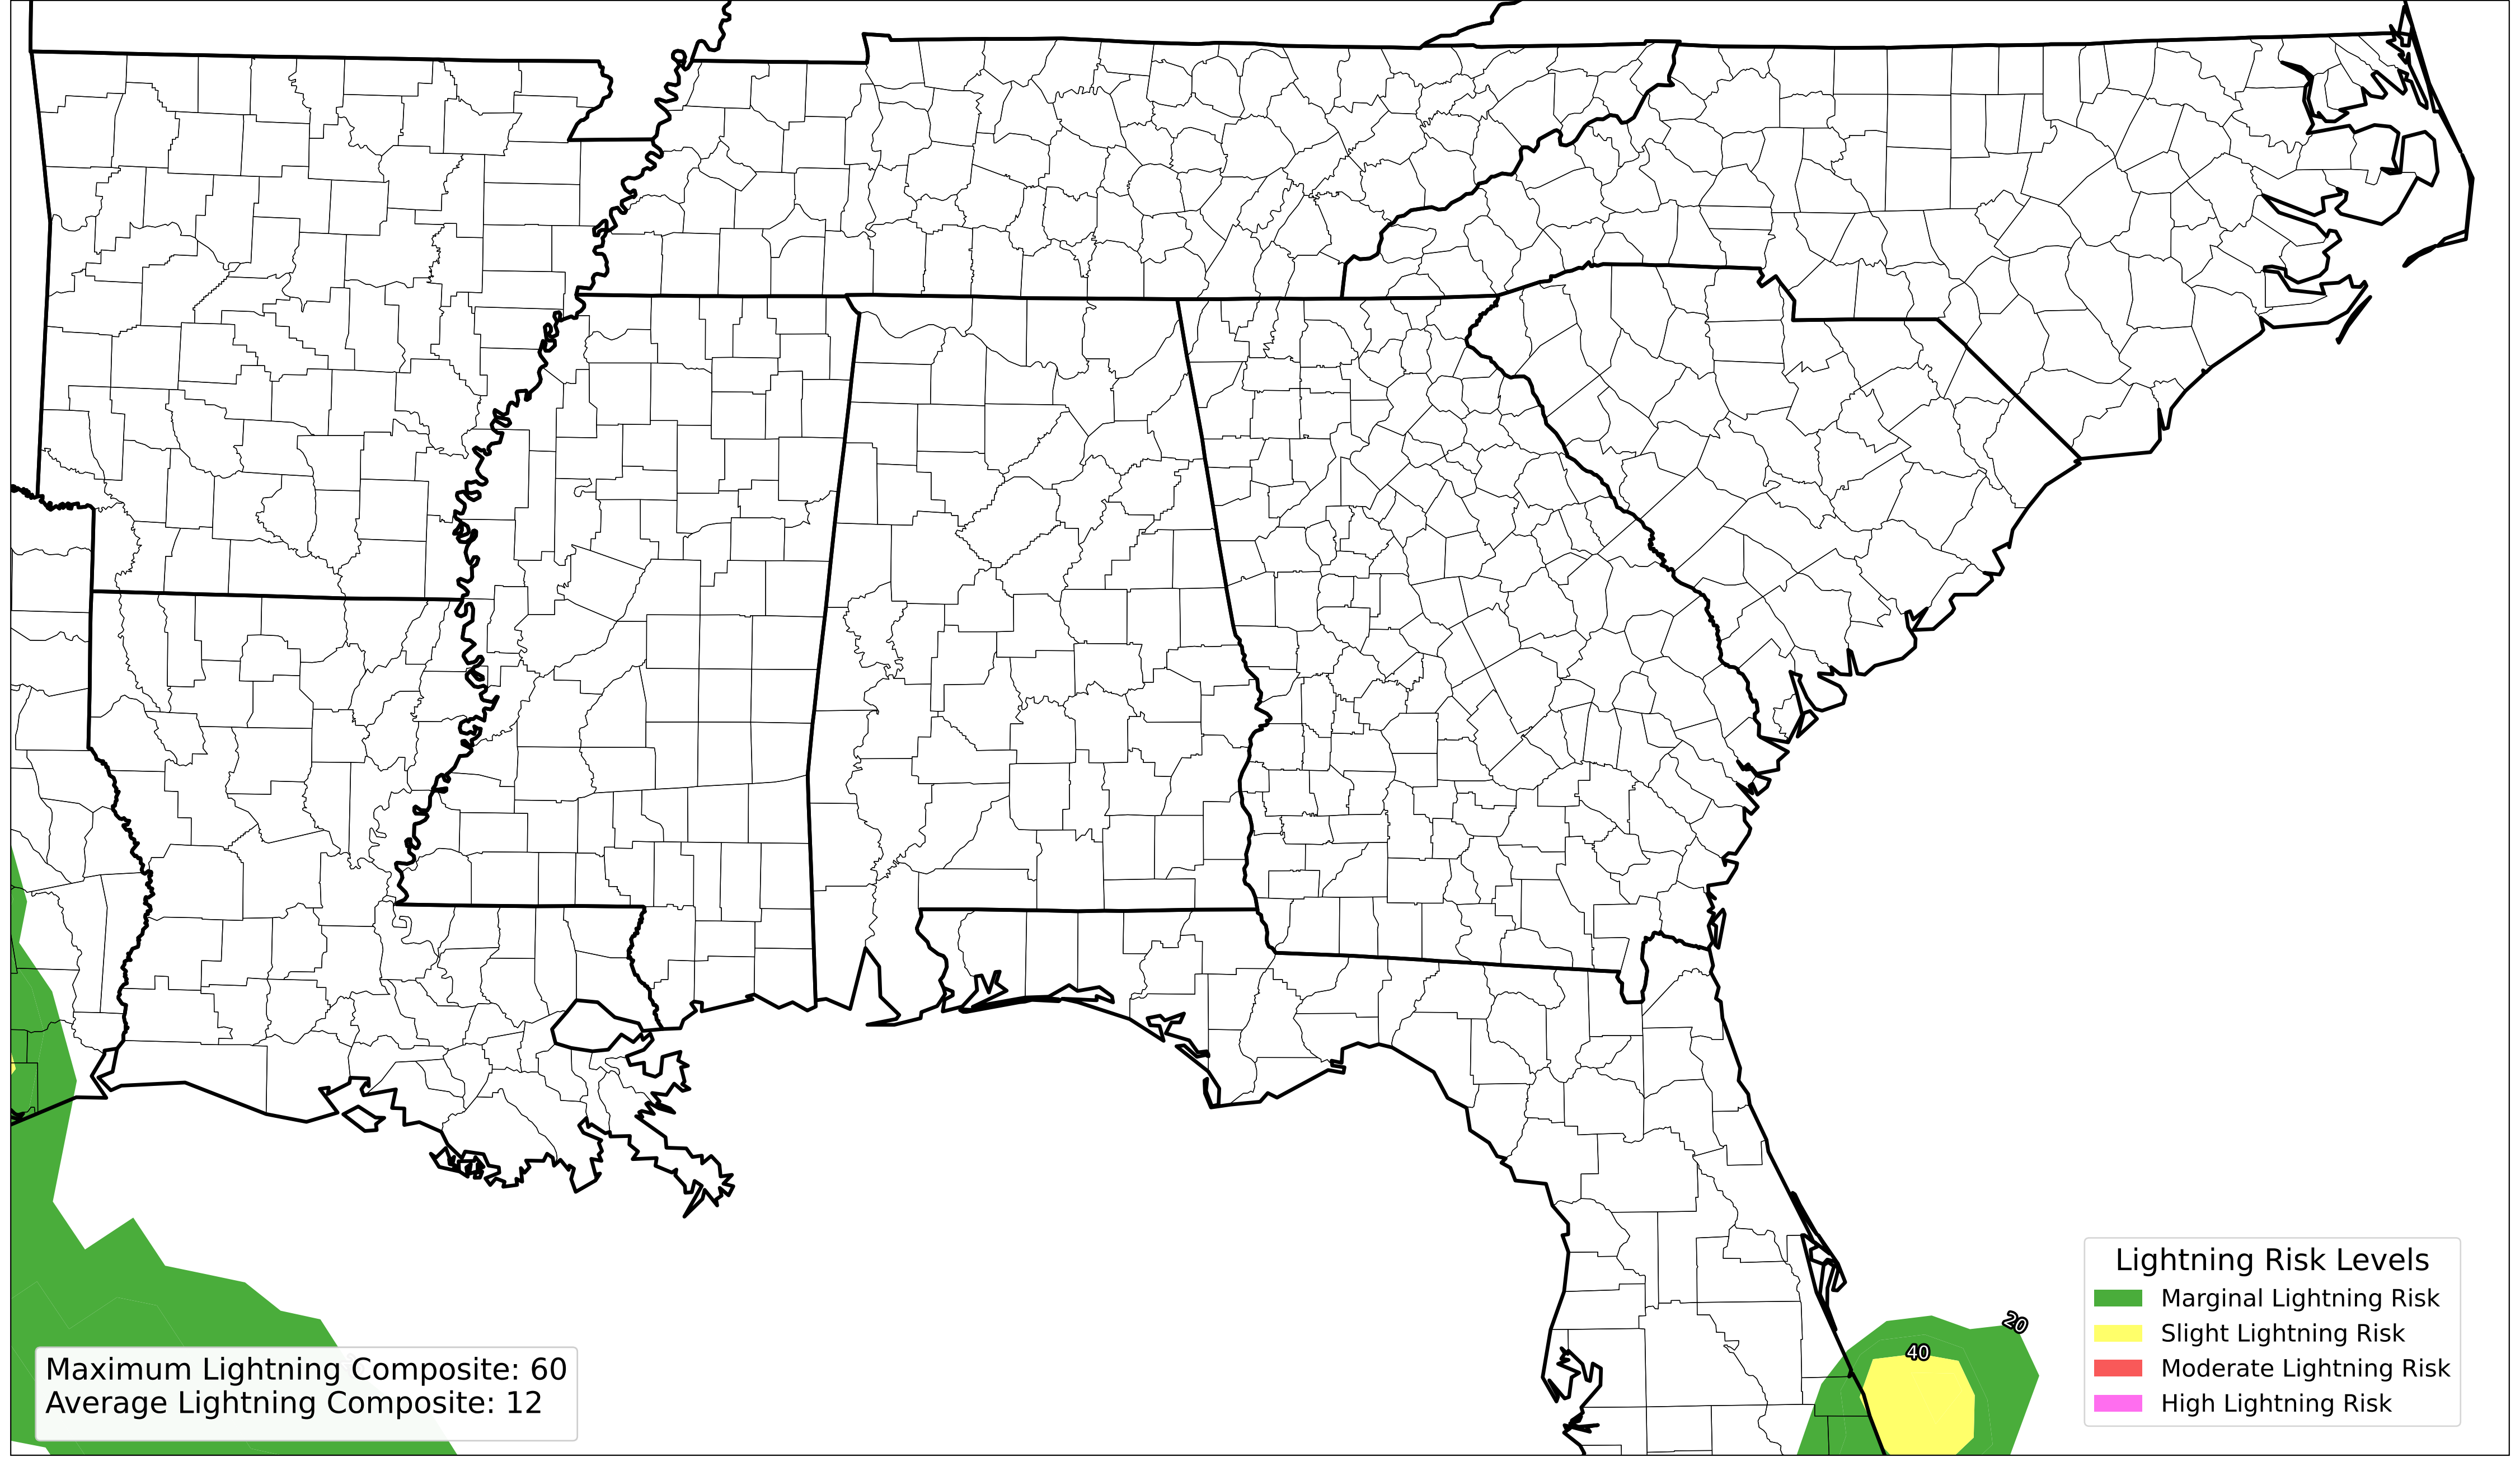 20
40
Lightning Risk Levels
Marginal Lightning Risk
Slight Lightning Risk
Moderate Lightning Risk
High Lightning Risk
Maximum Lightning Composite: 60
Average Lightning Composite: 12